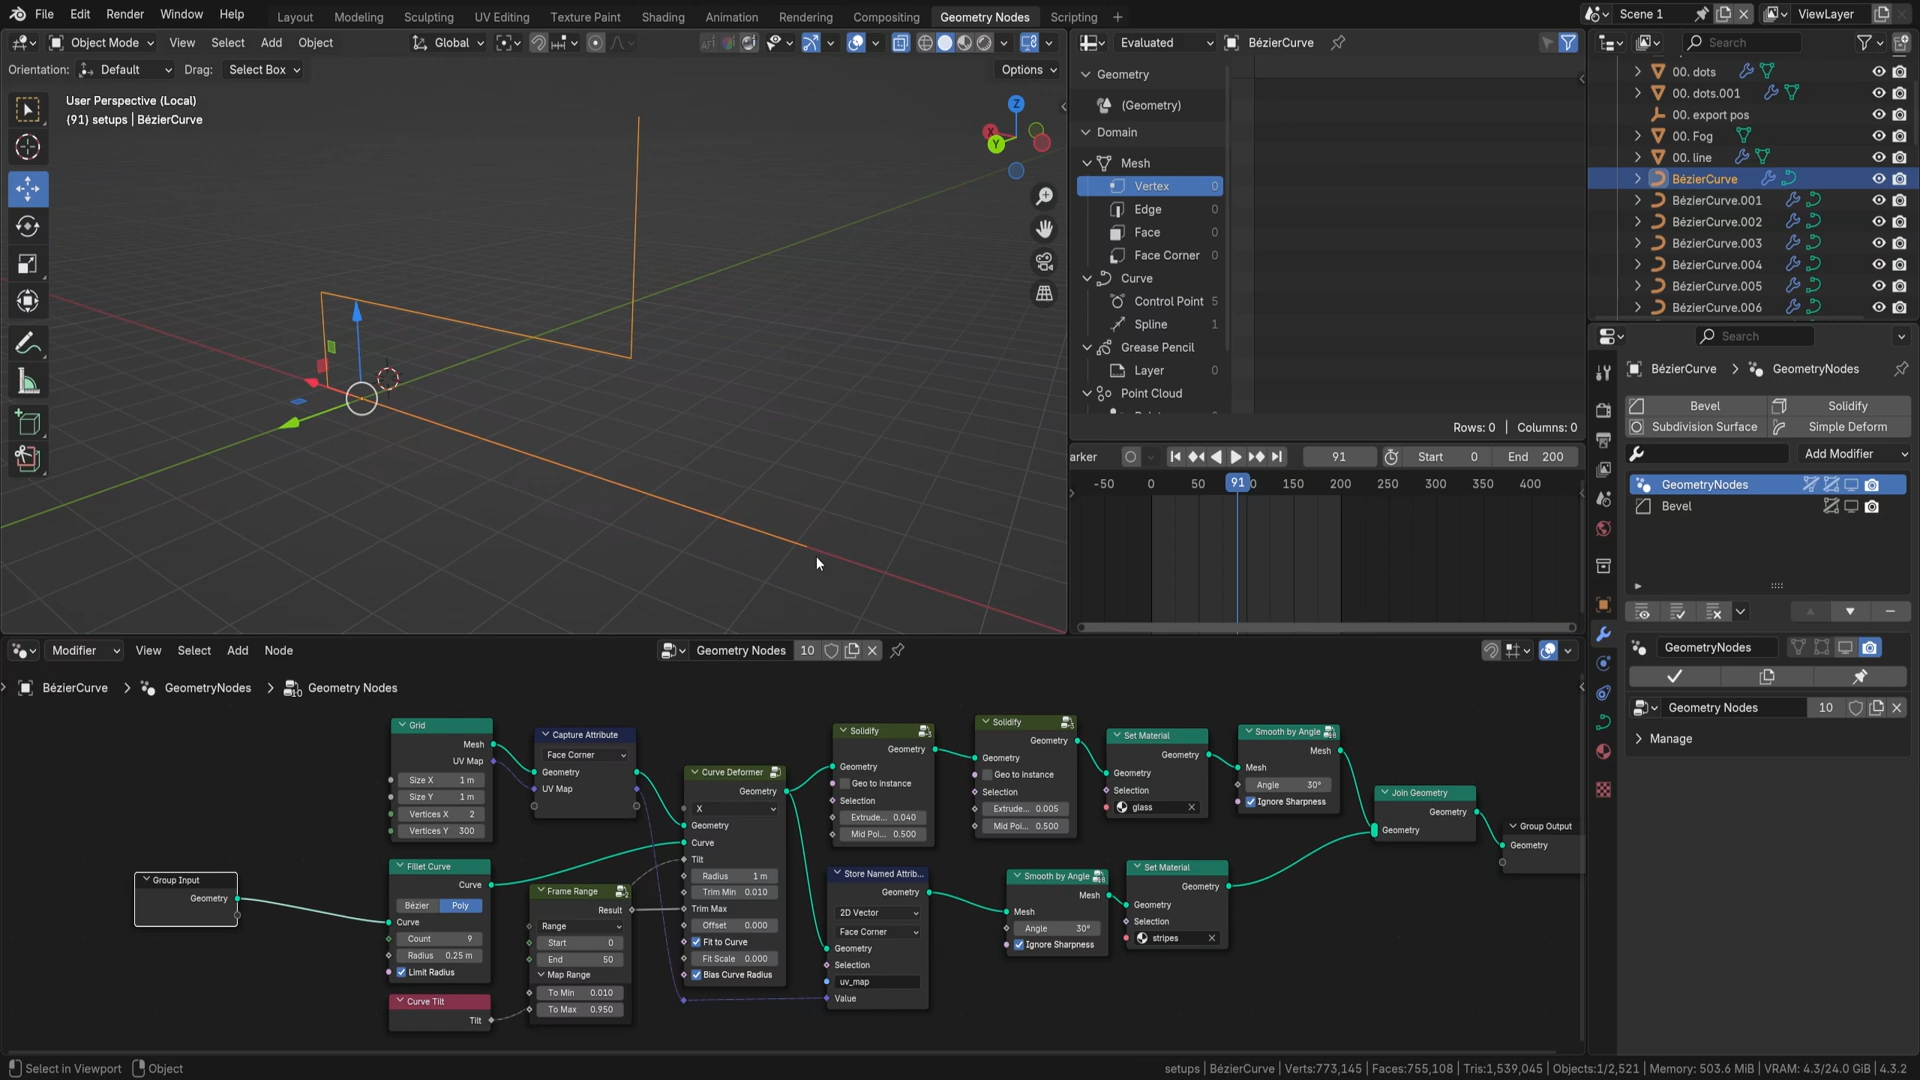 File Edit Render Window Help Layout Modeling Sculpting UV Editing Texture Paint Shading Animation Rendering Compositing Geometry Nodes Scripting + Scene 1 ViewLayer
Object Mode View Select Add Object Global
Orientation: Default Drag: Select Box Options
User Perspective (Local)
(91) setups | BézierCurve
Z
X
Y
Evaluated BézierCurve
Geometry
(Geometry)
Domain
Mesh
Vertex 0
Edge 0
Face 0
Face Corner 0
Curve
Control Point 5
Spline 1
Grease Pencil
Layer 0
Point Cloud
Rows: 0 | Columns: 0
arker 91 Start 0 End 200
-50 0 50 91 0 150 200 250 300 350 400
Search
00. dots
00. dots.001
00. export pos
00. Fog
00. line
BézierCurve
BézierCurve.001
BézierCurve.002
BézierCurve.003
BézierCurve.004
BézierCurve.005
BézierCurve.006
Search
BézierCurve > GeometryNodes
Bevel Solidify
Subdivision Surface Simple Deform
Add Modifier
GeometryNodes
Bevel
GeometryNodes
Geometry Nodes 10
Manage
Modifier View Select Add Node Geometry Nodes 10
BézierCurve > GeometryNodes > Geometry Nodes
Group Input
Geometry
Grid
Mesh
UV Map
Size X 1 m
Size Y 1 m
Vertices X 2
Vertices Y 300
Fillet Curve
Curve
Bézier Poly
Curve
Count 9
Radius 0.25 m
Limit Radius
Curve Tilt
Tilt
Capture Attribute
Face Corner
Geometry
UV Map
Frame Range
Result
Range
Start 0
End 50
Map Range
To Min 0.010
To Max 0.950
Curve Deformer
Geometry
X
Geometry
Curve
Tilt
Radius 1 m
Trim Min 0.010
Trim Max
Offset 0.000
Fit to Curve
Fit Scale 0.000
Bias Curve Radius
Solidify
Geometry
Geometry
Geo to instance
Selection
Extrude... 0.040
Mid Poi... 0.500
Store Named Attrib...
Geometry
2D Vector
Face Corner
Geometry
Selection
uv_map
Value
Solidify
Geometry
Geometry
Geo to instance
Selection
Extrude... 0.005
Mid Poi... 0.500
Smooth by Angle
Mesh
Mesh
Angle 30°
Ignore Sharpness
Set Material
Geometry
Geometry
Selection
glass
Set Material
Geometry
Geometry
Selection
stripes
Smooth by Angle
Mesh
Mesh
Angle 30°
Ignore Sharpness
Join Geometry
Geometry
Geometry
Group Output
Geometry
Select in Viewport Object setups | BézierCurve | Verts:773,145 | Faces:755,108 | Tris:1,539,045 | Objects:1/2,521 | Memory: 503.6 MiB | VRAM: 4.3/24.0 GiB | 4.3.2